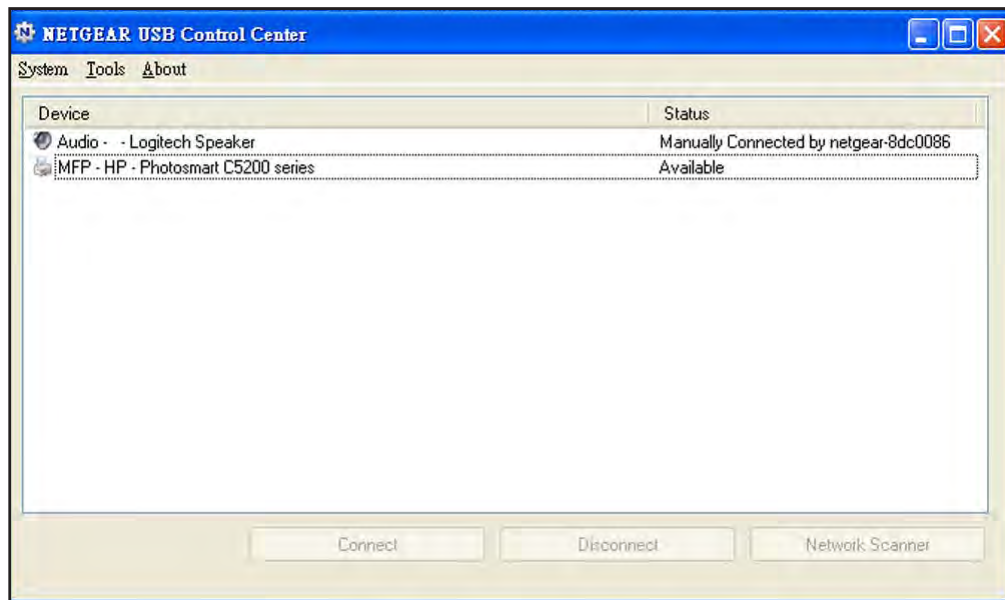 NETGEAR USB Control Center
System Tools About
Device Status
Audio - - Logitech Speaker Manually Connected by netgear-8dc0086
MFP - HP - Photosmart C5200 series Available
Connect Disconnect Network Scanner